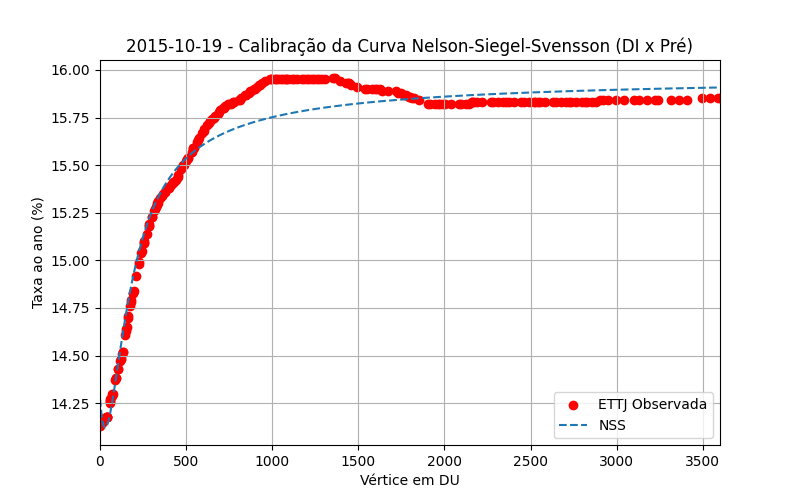 2015-10-19 - Calibração da Curva Nelson-Siegel-Svensson (DI x Pré)
Taxa ao ano (%)
16.00
15.75
15.50
15.25
15.00
14.75
14.50
14.25
ETTJ Observada
NSS
0 500 1000 1500 2000 2500 3000 3500
Vértice em DU